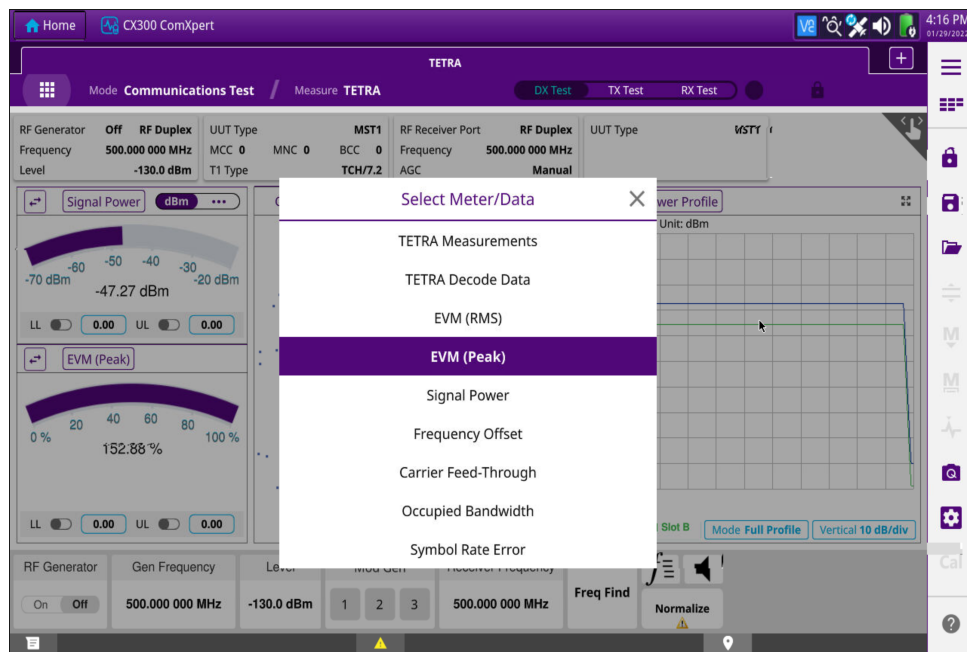 Home CX300 ComXpert 4:16 PM
01/29/202
TETRA
Mode Communications Test / Measure TETRA DX Test TX Test RX Test
RF Generator Off RF Duplex UUT Type MST1 RF Receiver Port RF Duplex UUT Type
Frequency 500.000 000 MHz MCC 0 MNC 0 BCC 0 Frequency 500.000 000 MHz
Level -130.0 dBm T1 Type TCH/7.2 AGC Manual
Signal Power dBm ••• wer Profile
Unit: dBm
-70 dBm -60 -50 -40 -30 -20 dBm
-47.27 dBm
LL 0.00 UL 0.00
EVM (Peak)
0 % 20 40 60 80 100 %
152.88 %
LL 0.00 UL 0.00
Select Meter/Data
TETRA Measurements
TETRA Decode Data
EVM (RMS)
EVM (Peak)
Signal Power
Frequency Offset
Carrier Feed-Through
Occupied Bandwidth
Symbol Rate Error
Slot B Mode Full Profile Vertical 10 dB/div
RF Generator Gen Frequency Level Mod Gen Receiver Frequency
On Off 500.000 000 MHz -130.0 dBm 1 2 3 500.000 000 MHz Freq Find
Normalize
M
M
Cal